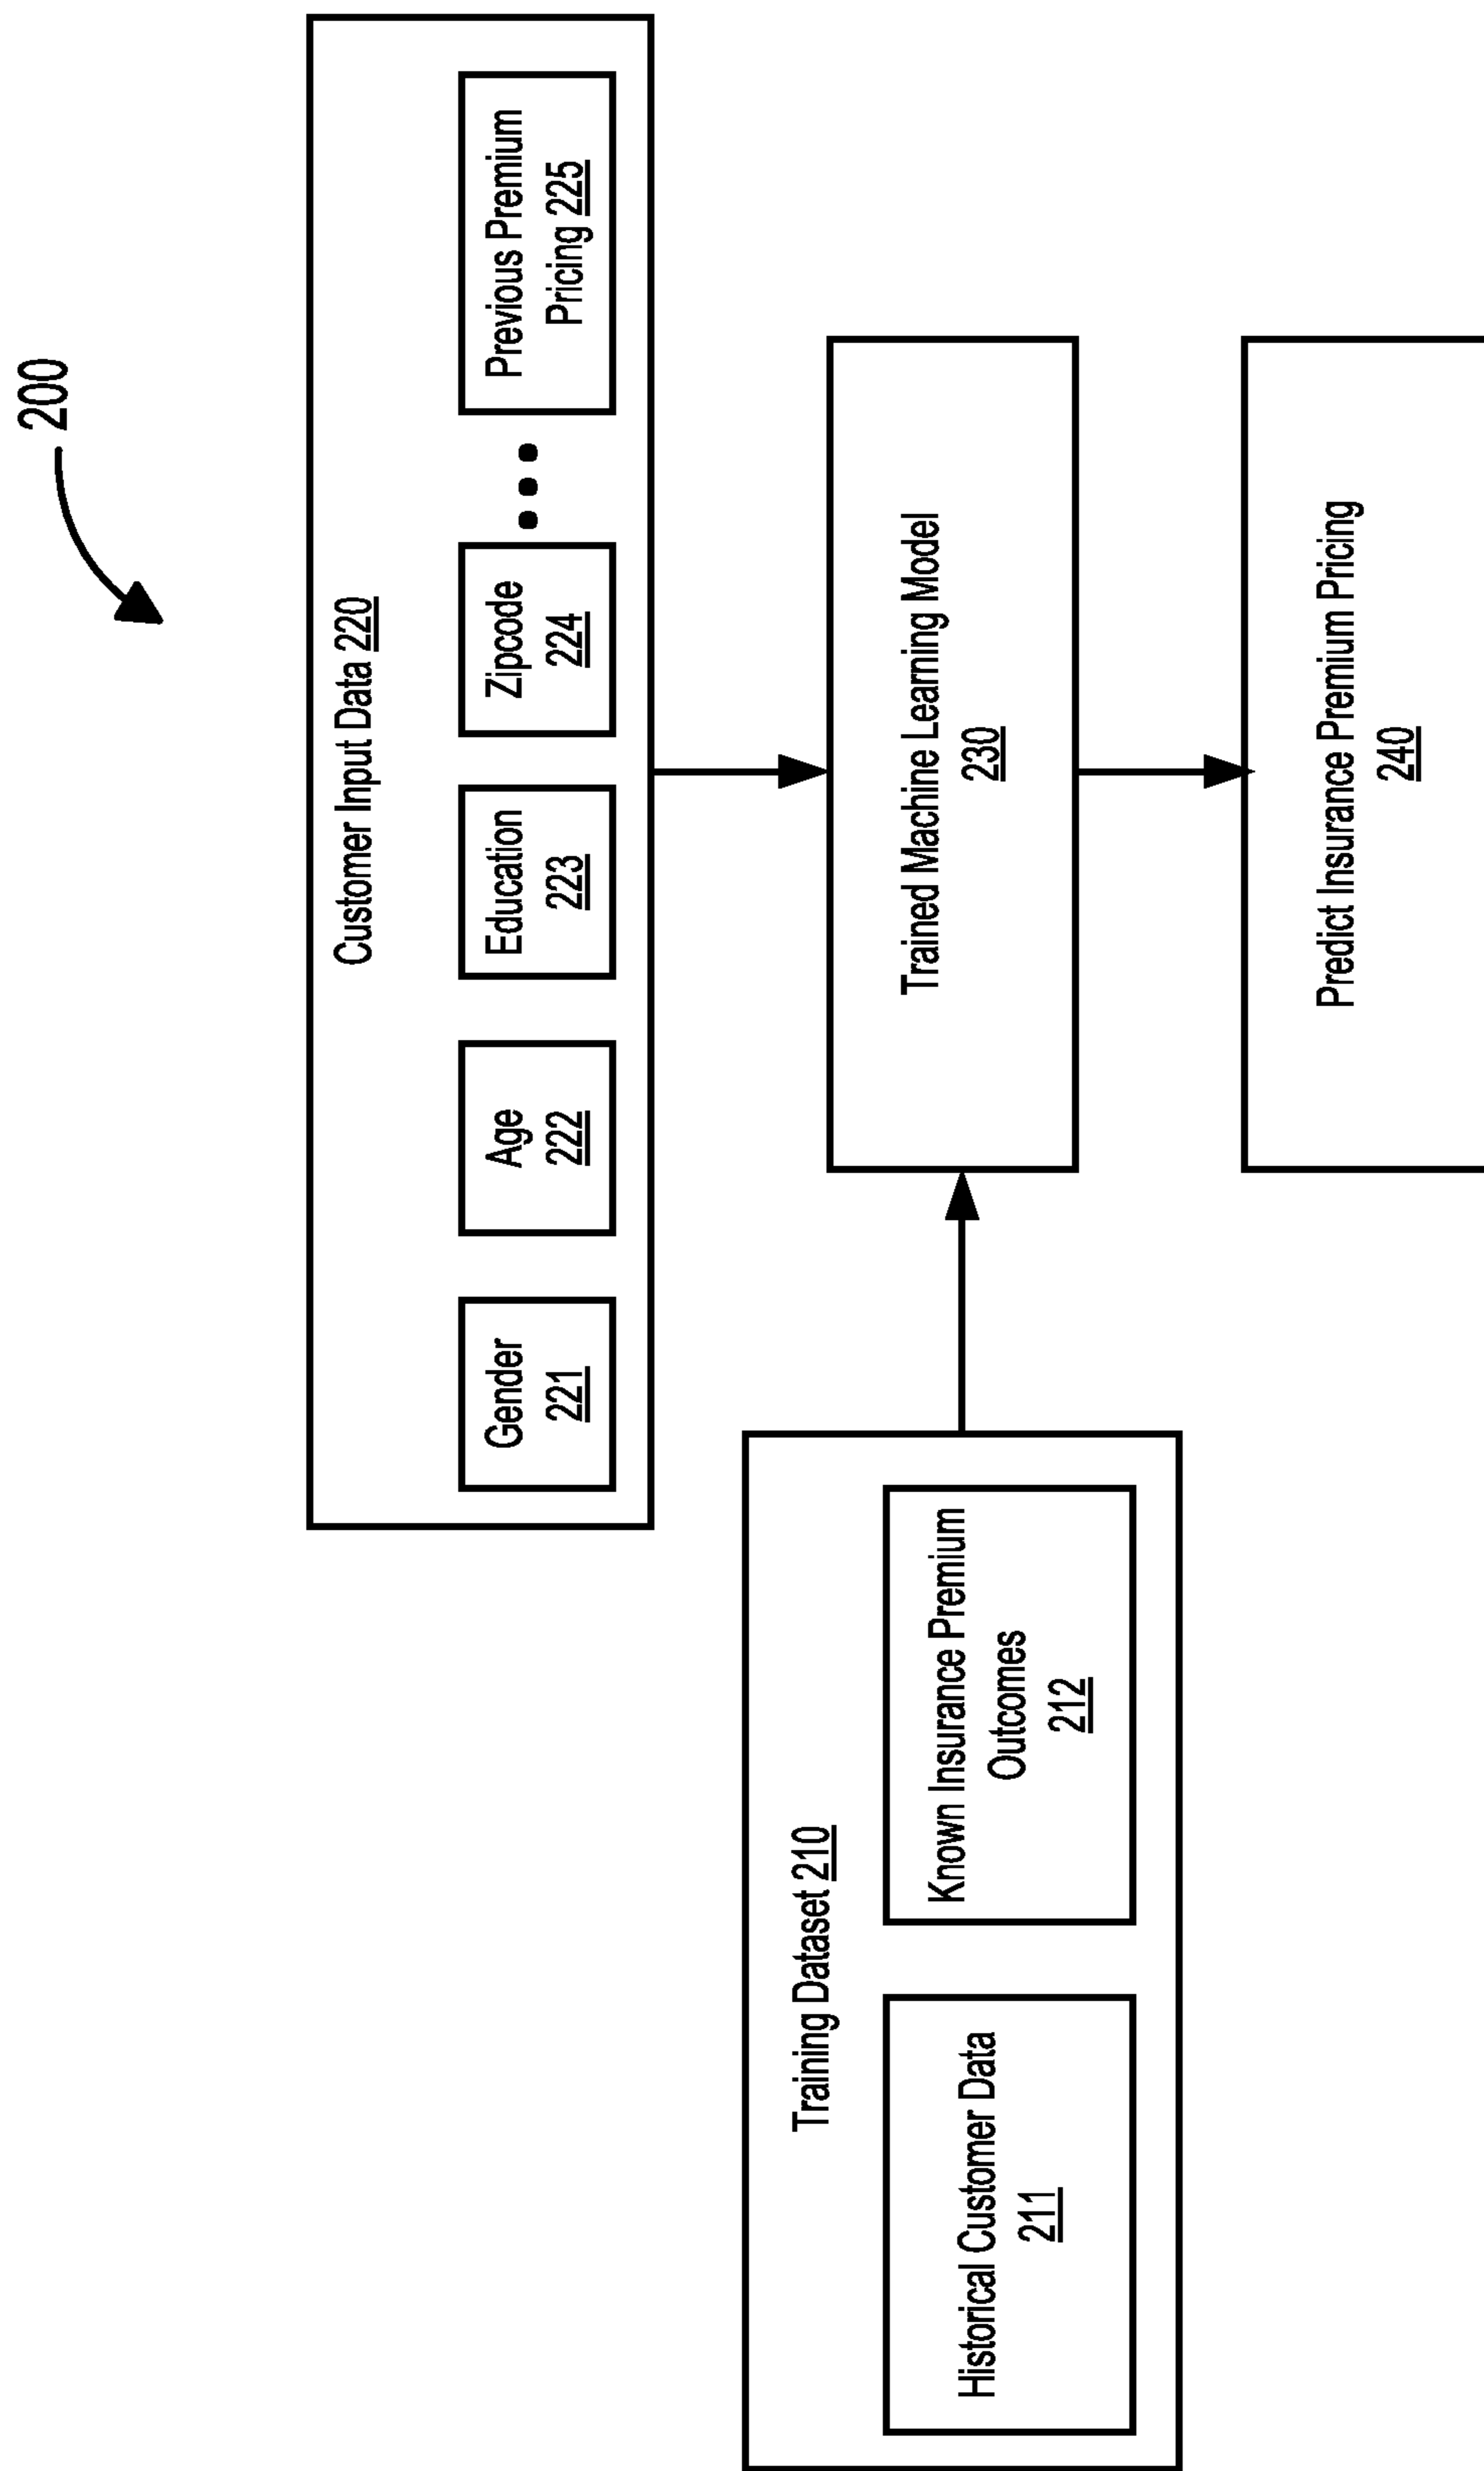 200
Customer Input Data 220
Gender
221
Age
222
Education
223
Zipcode
224
Previous Premium
Pricing 225
Training Dataset 210
Historical Customer Data
211
Known Insurance Premium
Outcomes
212
Trained Machine Learning Model
230
Predict Insurance Premium Pricing
240